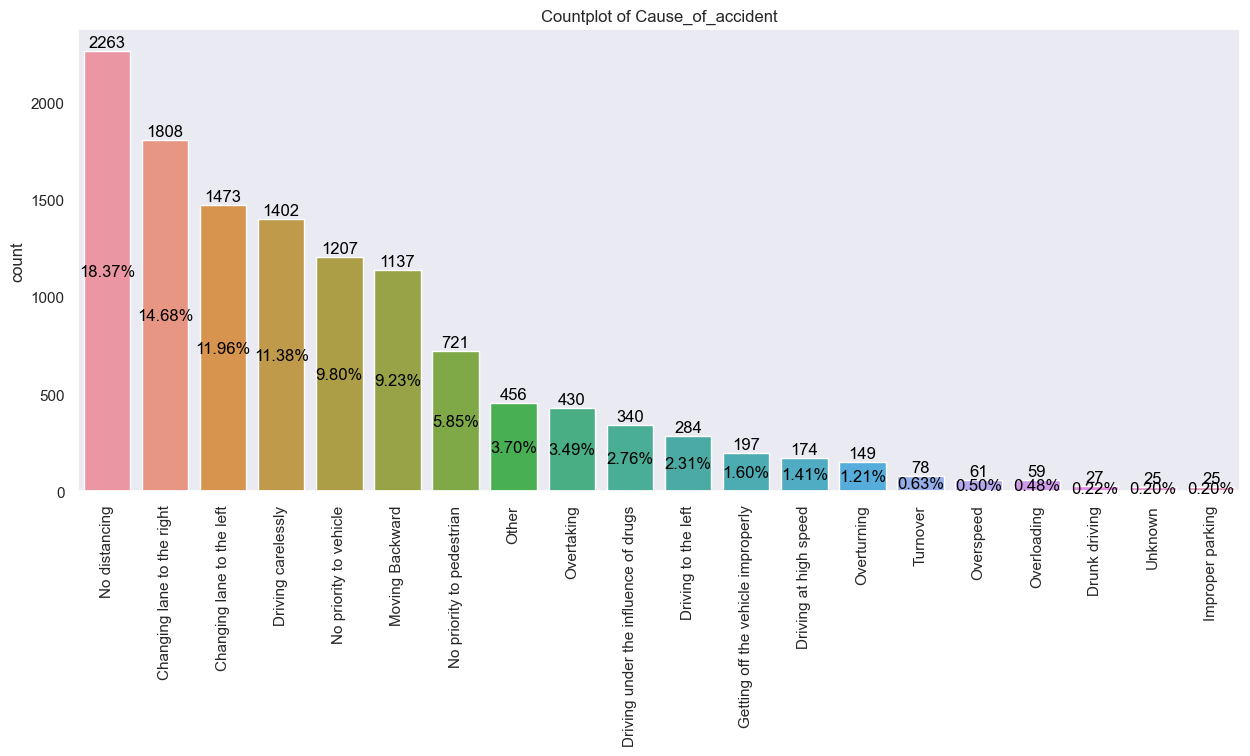 Countplot of Cause_of_accident
count
2000
1500
1000
500
0
2263
1808
1473
1402
1207
1137
721
456
430
340
284
197
174
149
78
61
59
27
25
25
18.37%
14.68%
11.96%
11.38%
9.80%
9.23%
5.85%
3.70%
3.49%
2.76%
2.31%
1.60%
1.41%
1.21%
0.63%
0.50%
0.48%
0.22%
0.20%
0.20%
No distancing
Changing lane to the right
Changing lane to the left
Driving carelessly
No priority to vehicle
Moving Backward
No priority to pedestrian
Other
Overtaking
Driving under the influence of drugs
Driving to the left
Getting off the vehicle improperly
Driving at high speed
Overturning
Turnover
Overspeed
Overloading
Drunk driving
Unknown
Improper parking